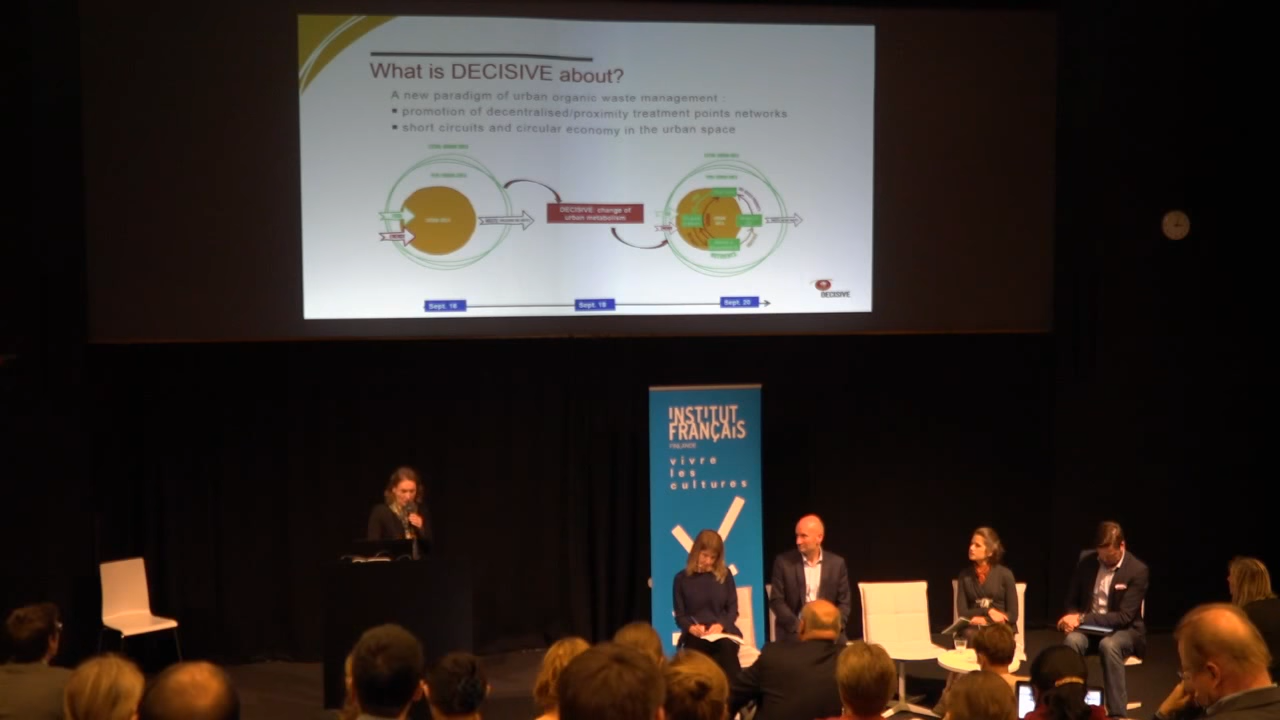 What is DECISIVE about?
A new paradigm of urban organic waste management :
▪ promotion of decentralised/proximity treatment points networks
▪ short circuits and circular economy in the urban space
DECISIVE: change of
urban metabolism
DECISIVE
Sept. 16
Sept. 19
Sept. 20
INSTITUT
FRANÇAIS
FINLANDE
vivre
les
cultures